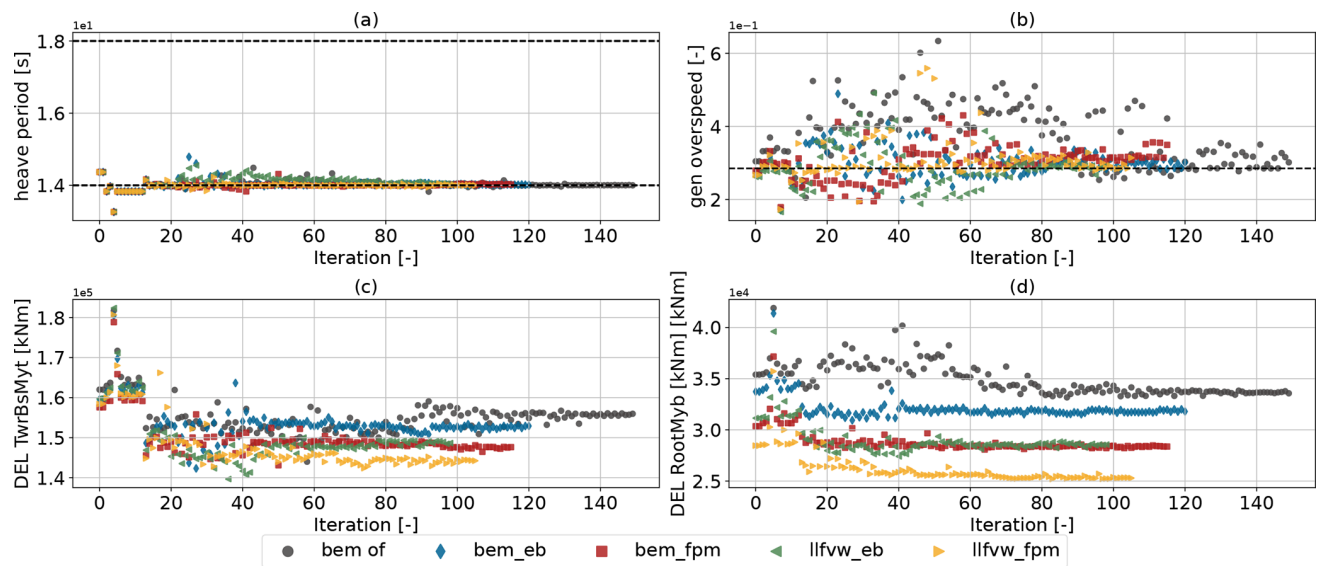 (a)
1e1
heave period [s]
1.8
1.6
1.4
0 20 40 60 80 100 120 140
Iteration [-]
(b)
1e−1
gen overspeed [-]
6
4
2
0 20 40 60 80 100 120 140
Iteration [-]
(c)
1e5
DEL TwrBsMyt [kNm]
1.8
1.7
1.6
1.5
1.4
0 20 40 60 80 100 120 140
Iteration [-]
(d)
1e4
DEL RootMyb [kNm]
4.0
3.5
3.0
2.5
0 20 40 60 80 100 120 140
Iteration [-]
bem of bem_eb bem_fpm llfvw_eb llfvw_fpm